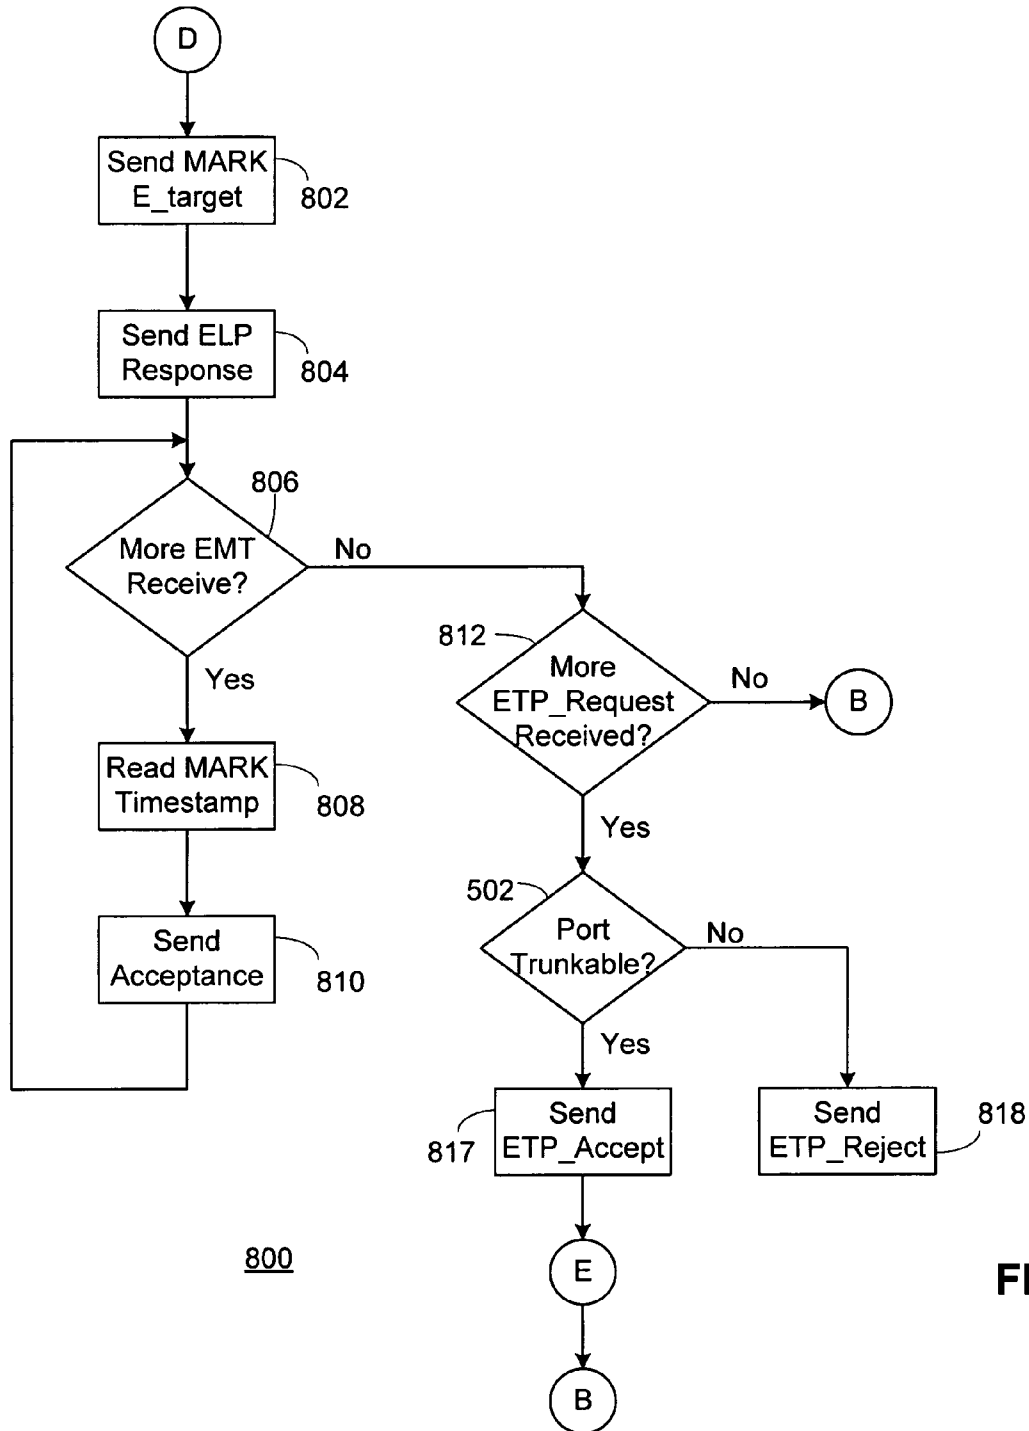 D
Send MARK
E_target
802
Send ELP
Response
804
806
More EMT
Receive?
No
Yes
812
More
ETP_Request
Received?
No
B
Read MARK
Timestamp
808
Yes
502
Port
Trunkable?
No
Send
Acceptance
810
Yes
Send
ETP_Accept
817
Send
ETP_Reject
818
800
E
B